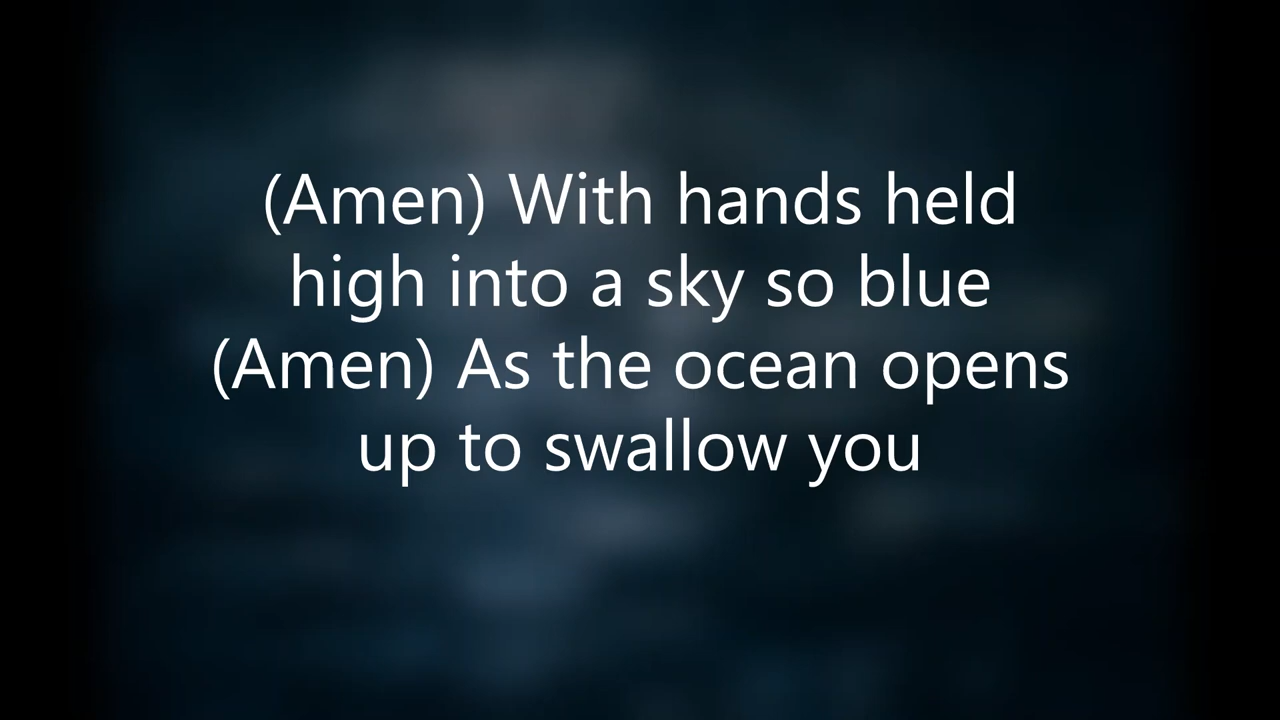 (Amen) With hands held
high into a sky so blue
(Amen) As the ocean opens
up to swallow you